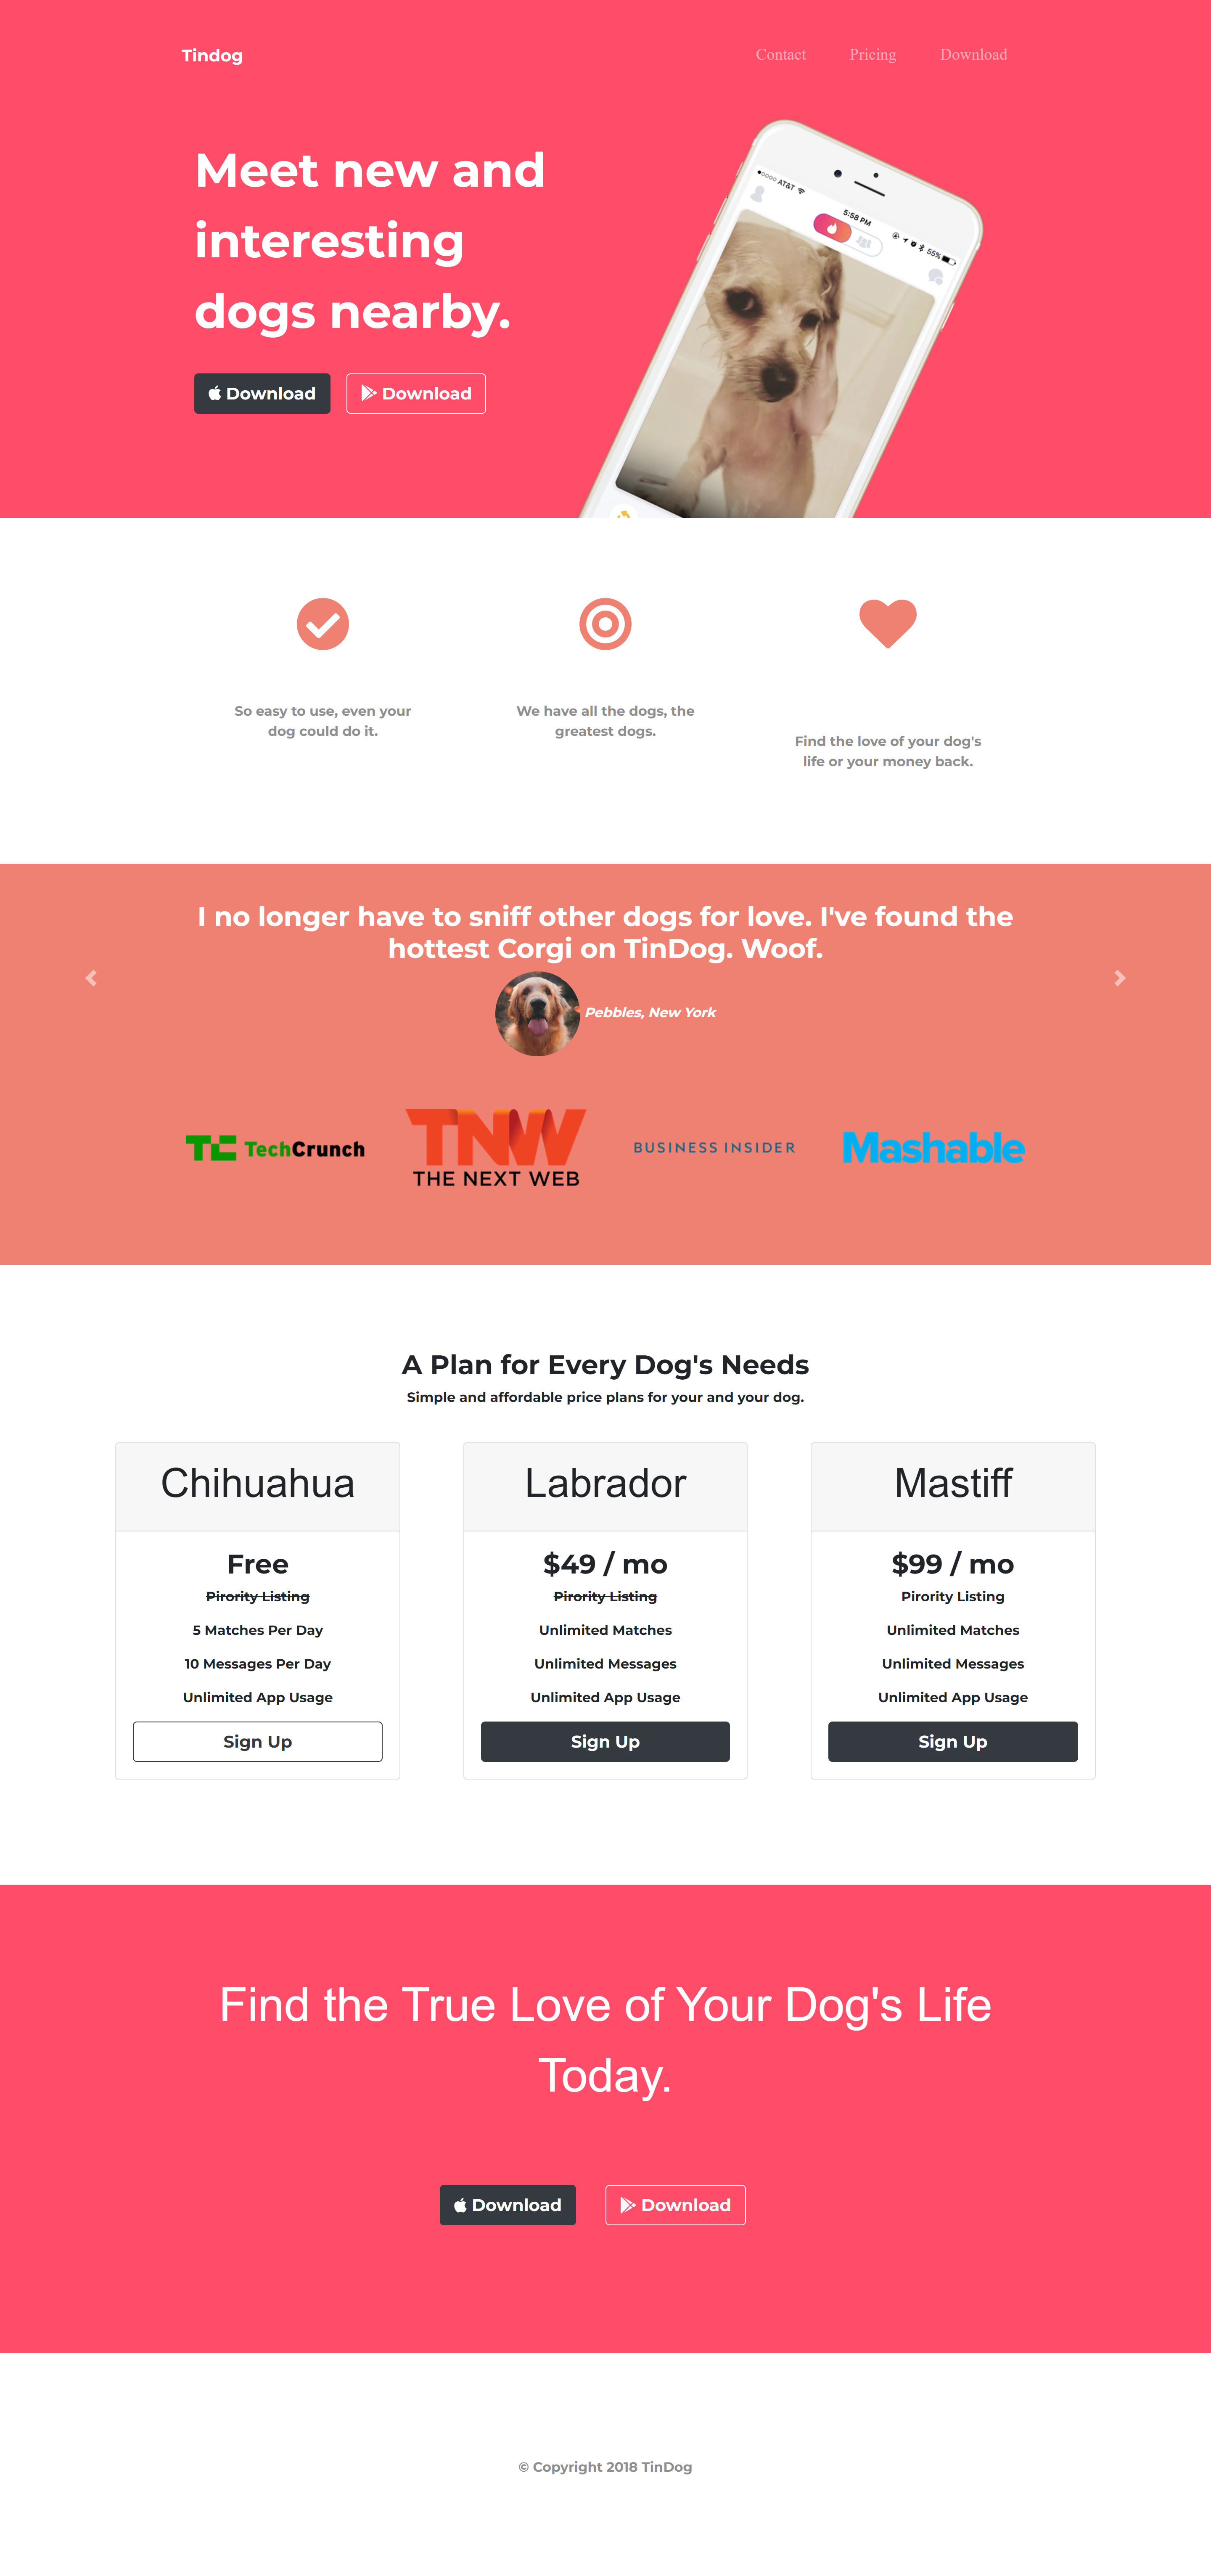 Tindog
Contact Pricing Download
Meet new and
interesting
dogs nearby.
Download Download
●○○○○ AT&T 5:58 PM 55%
So easy to use, even your
dog could do it.
We have all the dogs, the
greatest dogs.
Find the love of your dog's
life or your money back.
I no longer have to sniff other dogs for love. I've found the
hottest Corgi on TinDog. Woof.
Pebbles, New York
TC TechCrunch
TNW
THE NEXT WEB
BUSINESS INSIDER
Mashable
A Plan for Every Dog's Needs
Simple and affordable price plans for your and your dog.
Chihuahua
Free
Pirority Listing
5 Matches Per Day
10 Messages Per Day
Unlimited App Usage
Sign Up
Labrador
$49 / mo
Pirority Listing
Unlimited Matches
Unlimited Messages
Unlimited App Usage
Sign Up
Mastiff
$99 / mo
Pirority Listing
Unlimited Matches
Unlimited Messages
Unlimited App Usage
Sign Up
Find the True Love of Your Dog's Life
Today.
Download Download
© Copyright 2018 TinDog